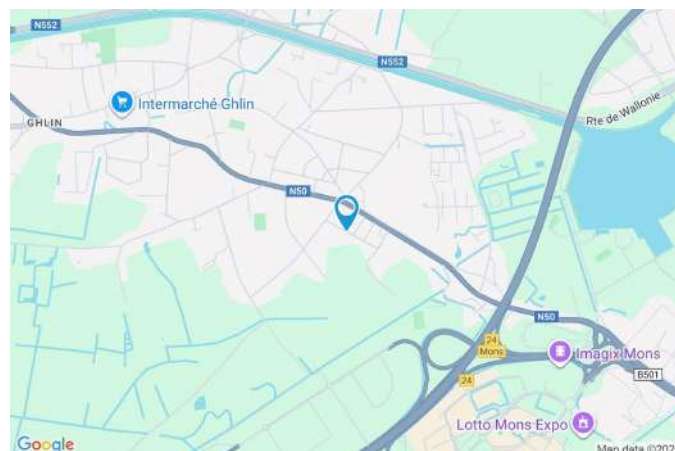 N552
N552
Intermarché Ghlin
Rte de Wallonie
GHLIN
N50
N50
24
Mons
Imagix Mons
24
B501
Lotto Mons Expo
Google
Map data ©202